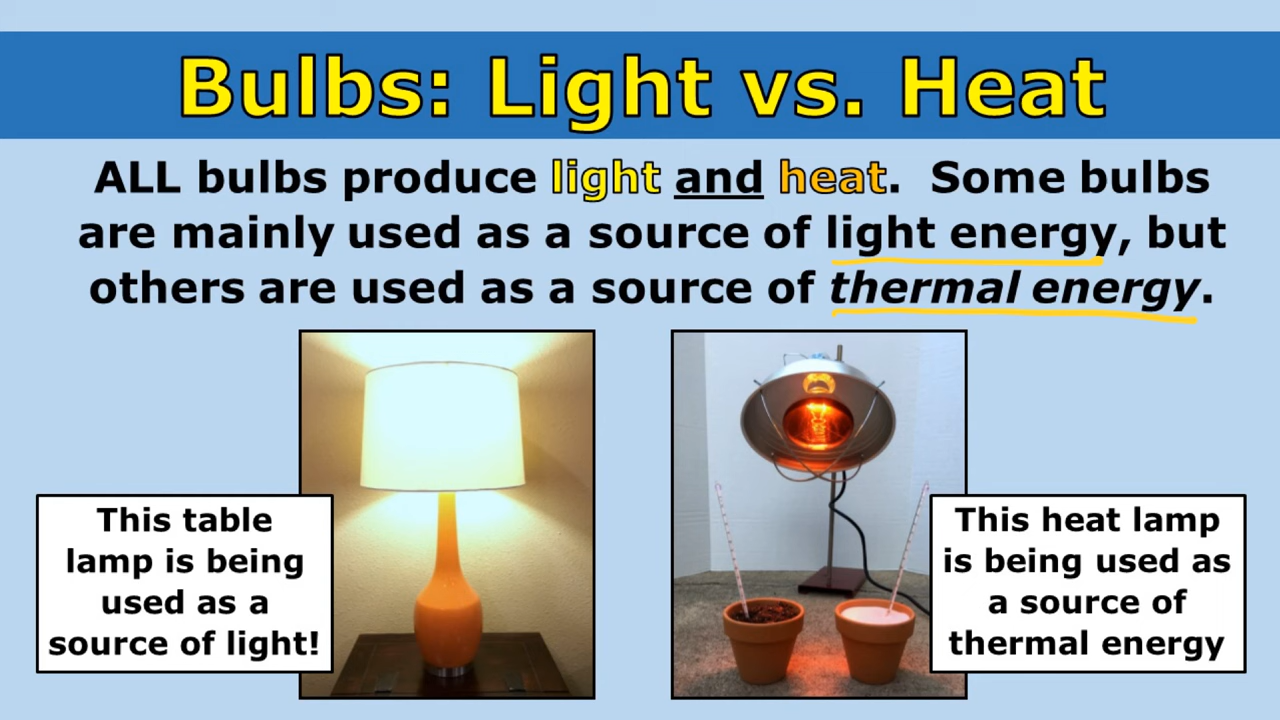 Bulbs: Light vs. Heat
ALL bulbs produce light and heat. Some bulbs
are mainly used as a source of light energy, but
others are used as a source of thermal energy.
This table
lamp is being
used as a
source of light!
This heat lamp
is being used as
a source of
thermal energy